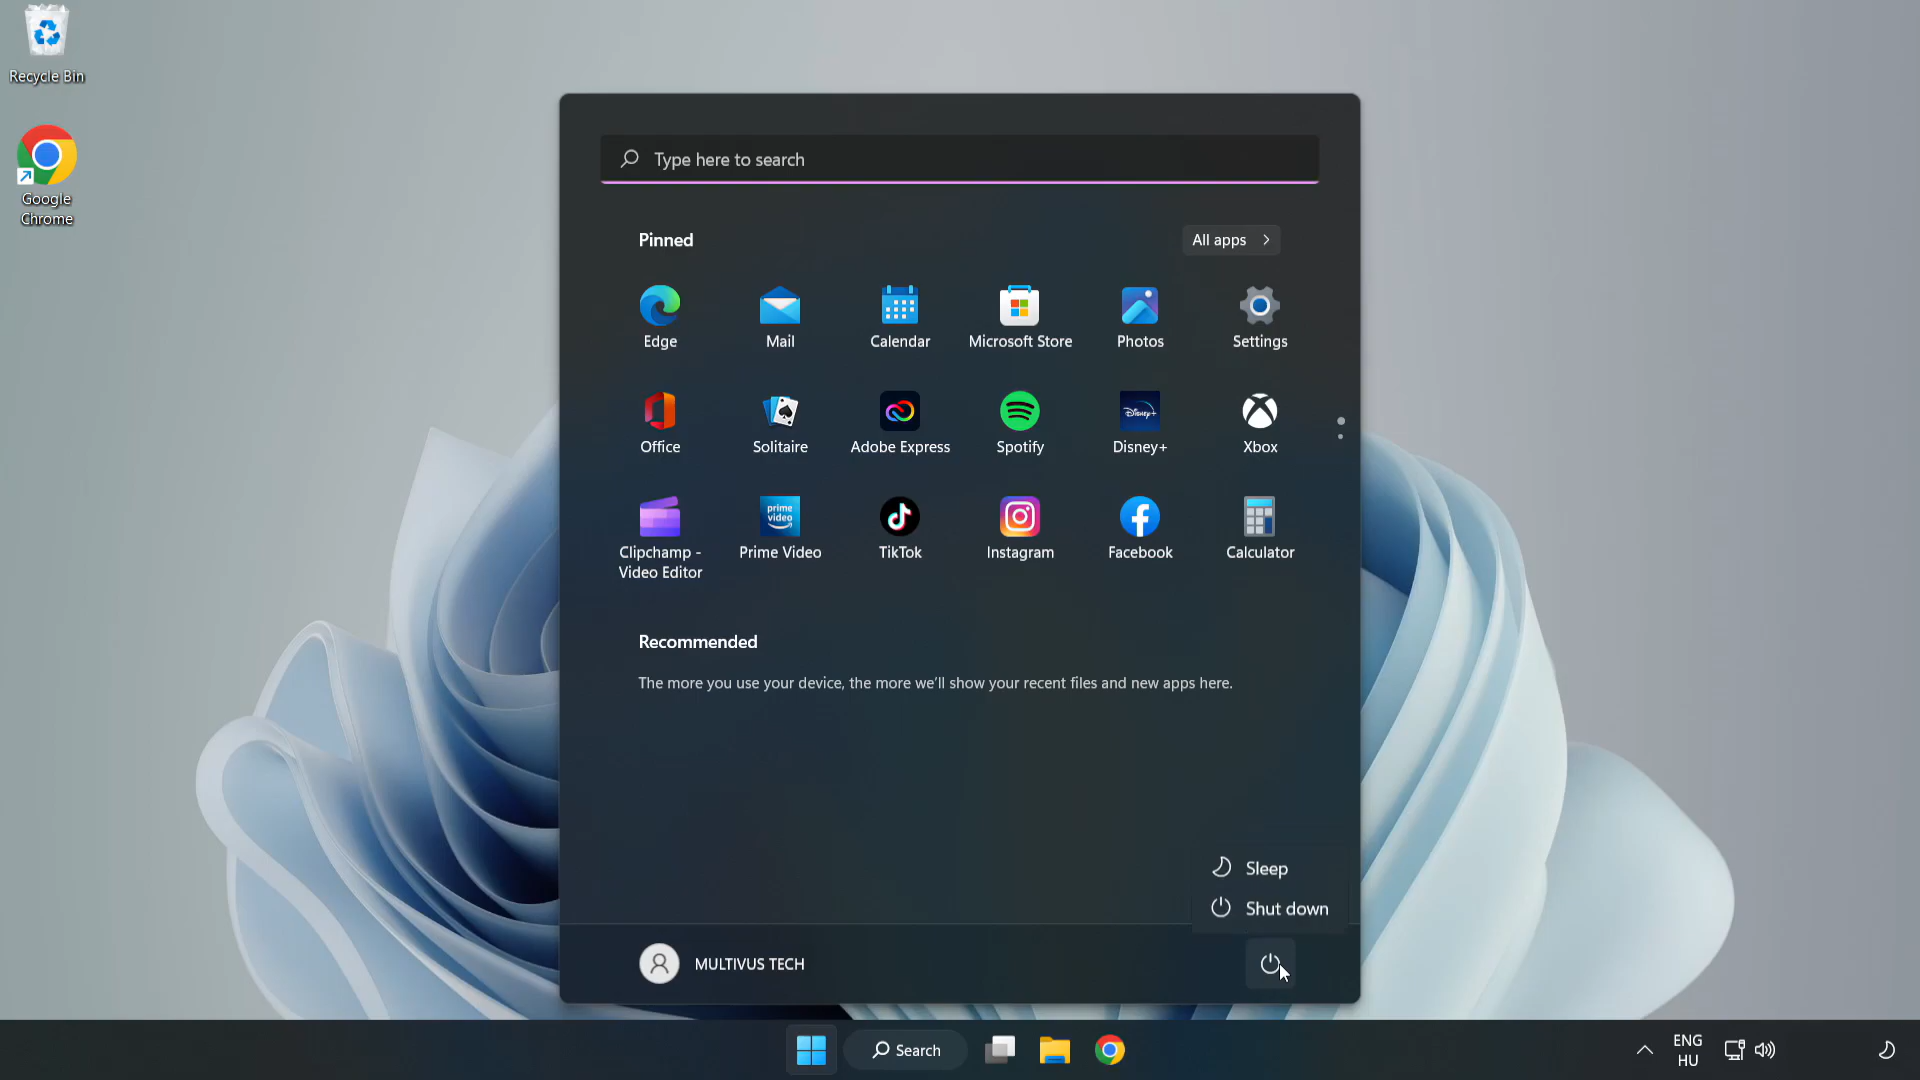 Recycle Bin
Google
Chrome
Type here to search
Pinned
All apps
Edge
Mail
Calendar
Microsoft Store
Photos
Settings
Office
Solitaire
Adobe Express
Spotify
Disney+
Disney+
Xbox
prime
video
Clipchamp -
Video Editor
Prime Video
TikTok
Instagram
Facebook
Calculator
Recommended
The more you use your device, the more we'll show your recent files and new apps here.
Sleep
Shut down
MULTIVUS TECH
Search
ENG
HU